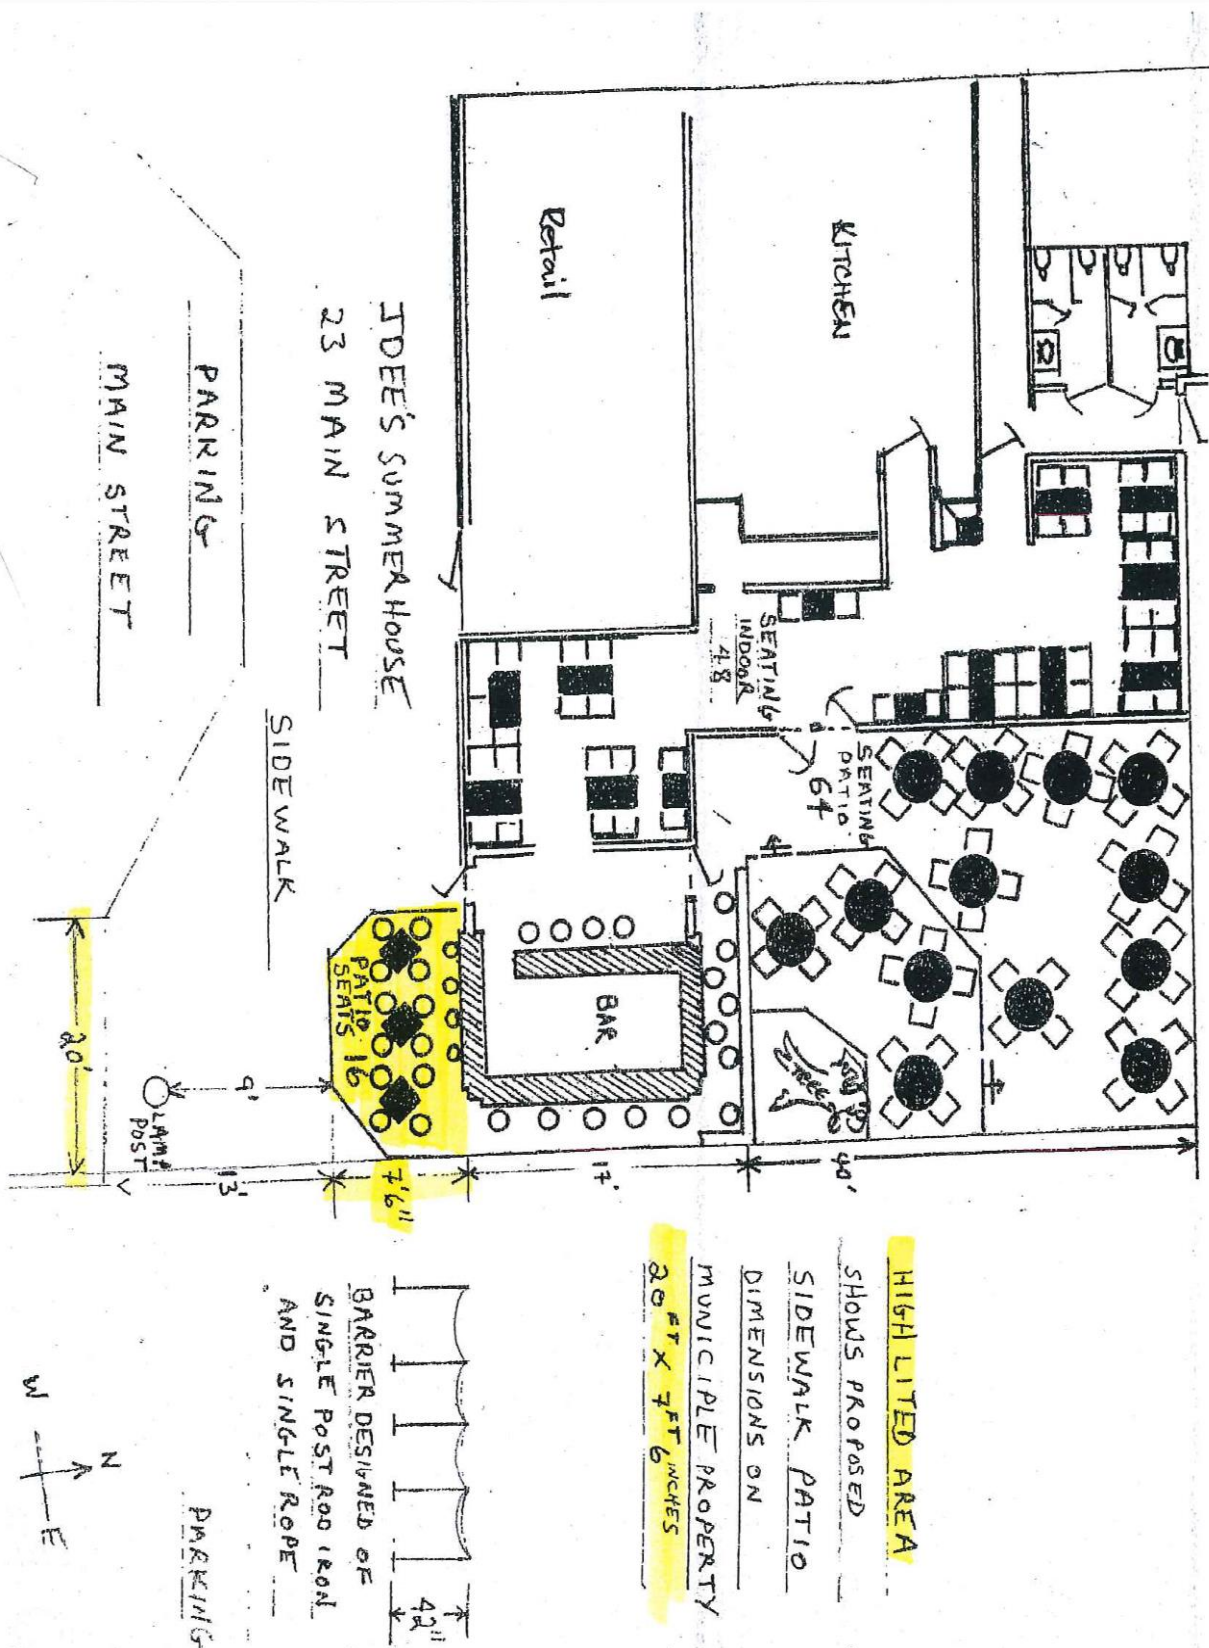 Retail
KITCHEN
JDEE'S SUMMERHOUSE
23 MAIN STREET
PARKING
MAIN STREET
SEATING
INDOOR
48
SEATING
PATIO
64
SIDEWALK
BAR
TREE
PATIO
SEATS 16
20'
9'
LAMP
POST
13'
7'6"
17'
40'
HIGH LITED AREA
SHOWS PROPOSED
SIDEWALK PATIO
DIMENSIONS ON
MUNICIPLE PROPERTY
20 FT X 7 FT 6 INCHES
42"
BARRIER DESIGNED OF
SINGLE POST ROD IRON
AND SINGLE ROPE
PARKING
N
W
E